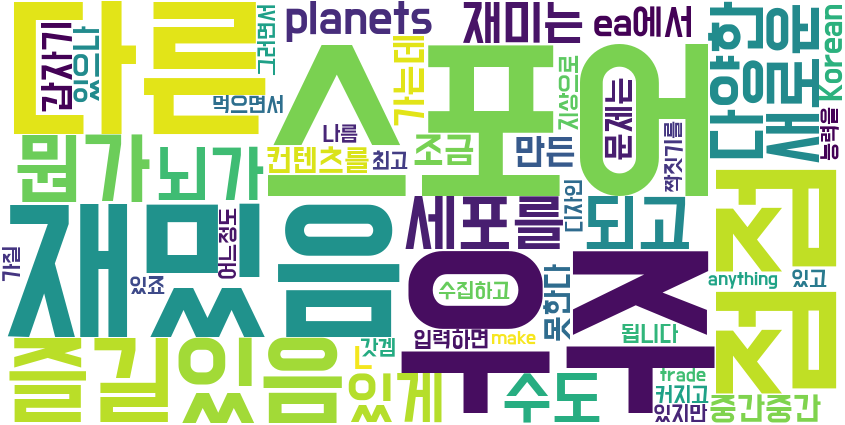 다른
갑자기
있으나
그러면서
planets
재미는
ea에서
다양한
새로운
Korean
능력을
먹으면서
가는데
지상으로
스포어
문제는
짝짓기를
나름
뭔가
뇌가
컨텐츠를
최고
조금
만든
재밌음
가질
있죠
어느정도
세포를
디자인
되고
점점
우주
수집하고
못한다
anything
있고
입력하면
make
됩니다
갓겜
L
즐길
있음
있게
수도
trade
커지고
있지만
중간중간